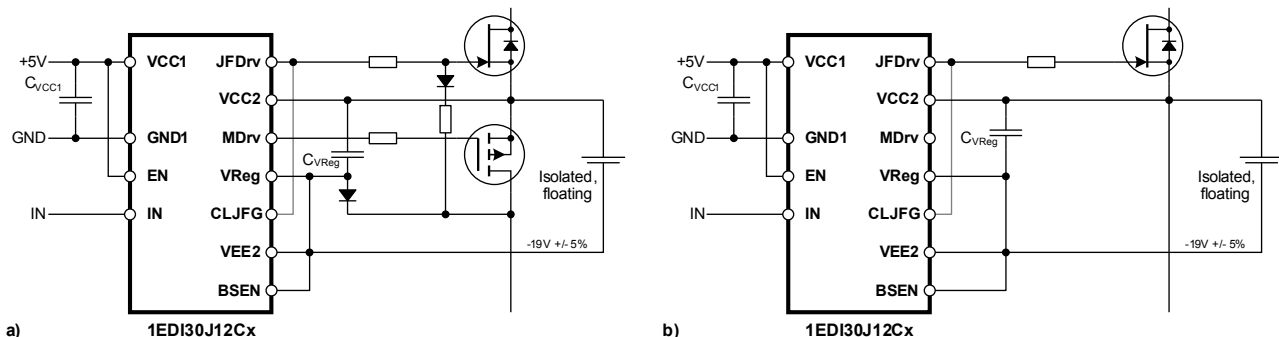 +5V
CVCC1
GND
IN
VCC1
GND1
EN
IN
JFDrv
VCC2
MDrv
VReg
CLJFG
VEE2
BSEN
CVReg
Isolated,
floating
-19V +/- 5%
a)
1EDI30J12Cx
+5V
CVCC1
GND
IN
VCC1
GND1
EN
IN
JFDrv
VCC2
MDrv
VReg
CLJFG
VEE2
BSEN
CVReg
Isolated,
floating
-19V +/- 5%
b)
1EDI30J12Cx